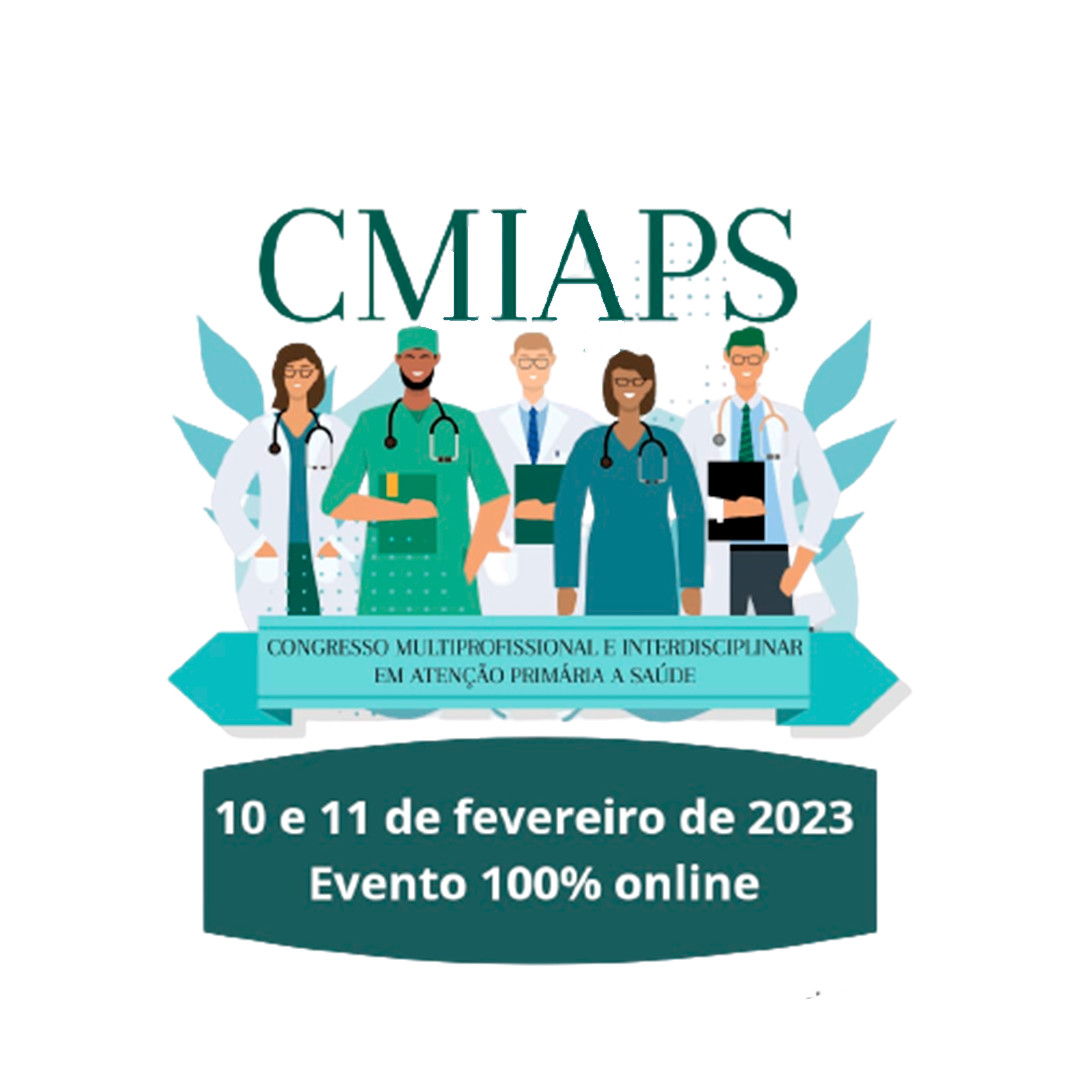 CMIAPS
CONGRESSO MULTIPROFISSIONAL E INTERDISCIPLINAR
EM ATENÇÃO PRIMÁRIA A SAÚDE
10 e 11 de fevereiro de 2023
Evento 100% online